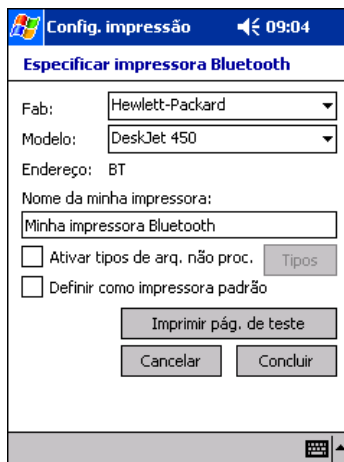 Config. impressão 09:04
Especificar impressora Bluetooth
Fab: Hewlett-Packard
Modelo: DeskJet 450
Endereço: BT
Nome da minha impressora:
Minha impressora Bluetooth
Ativar tipos de arq. não proc. Tipos
Definir como impressora padrão
Imprimir pág. de teste
Cancelar Concluir